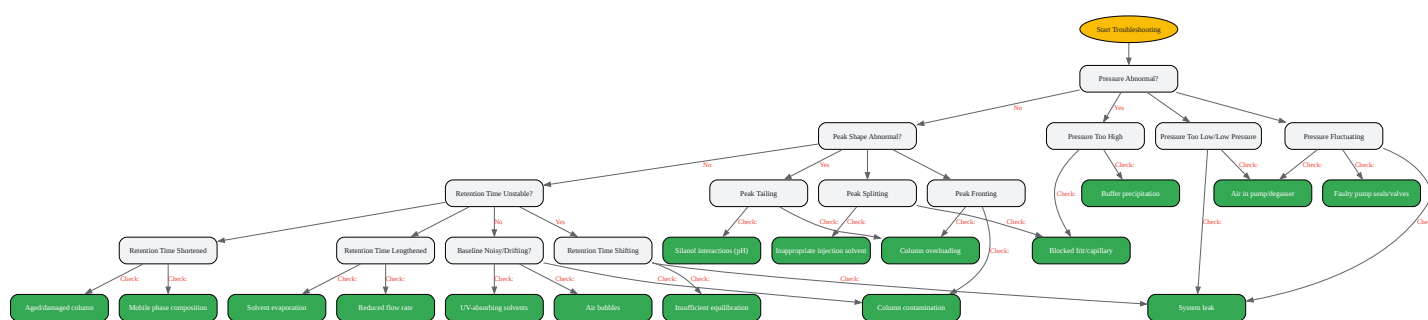 Start Troubleshooting
Pressure Abnormal?
No
Yes
Peak Shape Abnormal?
Pressure Too High
Pressure Too Low/Low Pressure
Pressure Fluctuating
No
Yes
Check:
Check:
Check:
Check:
Retention Time Unstable?
Peak Tailing
Peak Splitting
Peak Fronting
Check:
Buffer precipitation
Air in pump/degasser
Faulty pump seals/valves
No
Yes
Check:
Check:
Check:
Check:
Check:
Check:
Che
Retention Time Shortened
Retention Time Lengthened
Baseline Noisy/Drifting?
Retention Time Shifting
Silanol interactions (pH)
Inappropriate injection solvent
Column overloading
Blocked frit/capillary
Check:
Check:
Check:
Check:
Check:
Check:
Check:
Check:
Check:
Aged/damaged column
Mobile phase composition
Solvent evaporation
Reduced flow rate
UV-absorbing solvents
Air bubbles
Insufficient equilibration
Column contamination
System leak